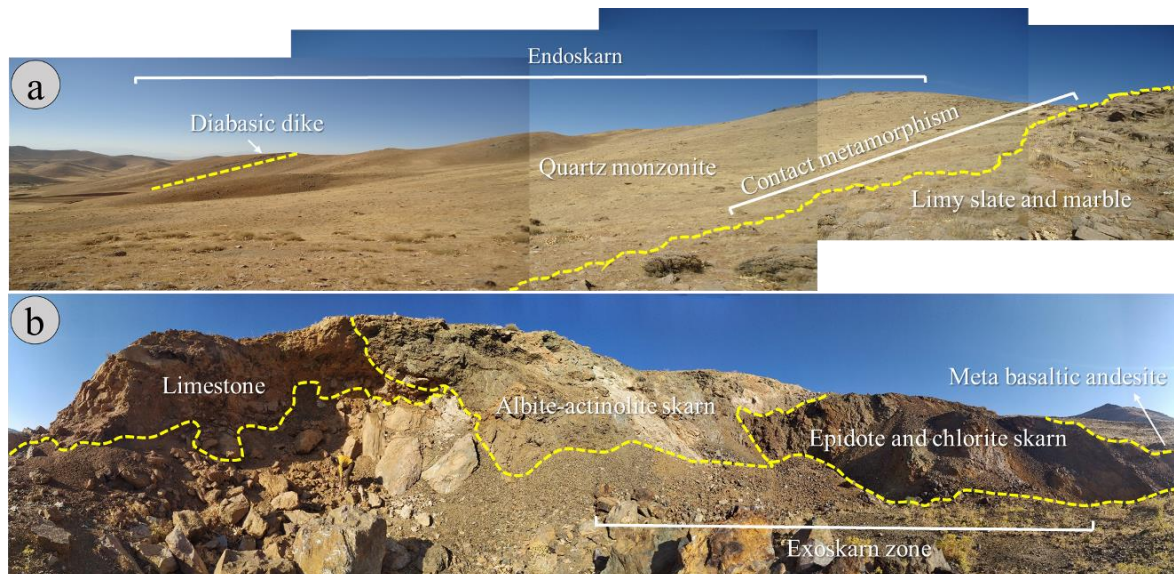 a
Endoskarn
Diabasic dike
Quartz monzonite
Contact metamorphism
Limy slate and marble
b
Limestone
Albite-actinolite skarn
Meta basaltic andesite
Epidote and chlorite skarn
Exoskarn zone